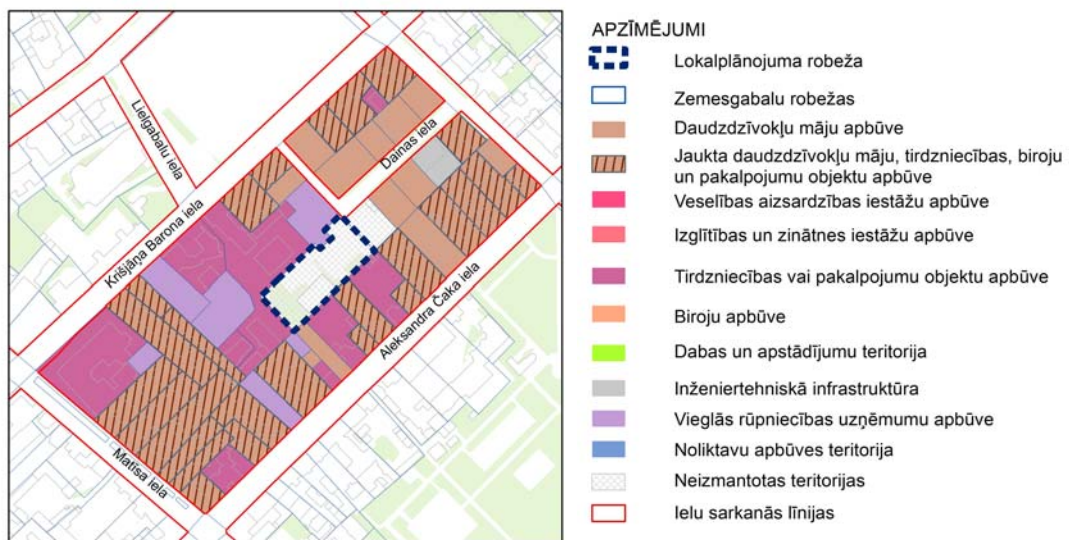 Lielgabalu iela
Dainas iela
Krišjāņa Barona iela
Aleksandra Čaka iela
Matīsa iela
APZĪMĒJUMI
Lokalplānojuma robeža
Zemesgabalu robežas
Daudzdzīvokļu māju apbūve
Jaukta daudzdzīvokļu māju, tirdzniecības, biroju
un pakalpojumu objektu apbūve
Veselības aizsardzības iestāžu apbūve
Izglītības un zinātnes iestāžu apbūve
Tirdzniecības vai pakalpojumu objektu apbūve
Biroju apbūve
Dabas un apstādījumu teritorija
Inženiertehniskā infrastruktūra
Vieglās rūpniecības uzņēmumu apbūve
Noliktavu apbūves teritorija
Neizmantotas teritorijas
Ielu sarkanās līnijas